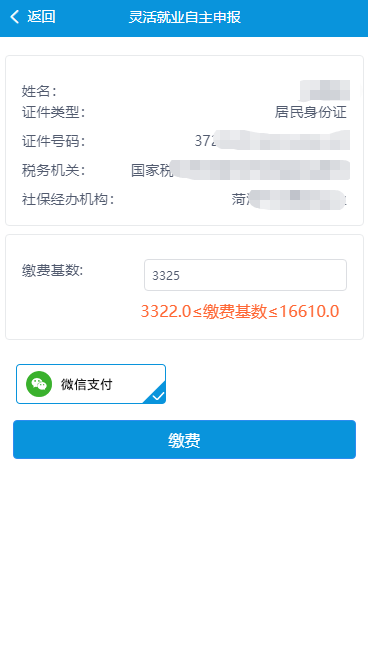 返回
灵活就业自主申报
姓名：
证件类型： 居民身份证
证件号码： 372
税务机关： 国家税
社保经办机构： 菏
缴费基数: 3325
3322.0≤缴费基数≤16610.0
微信支付
缴费